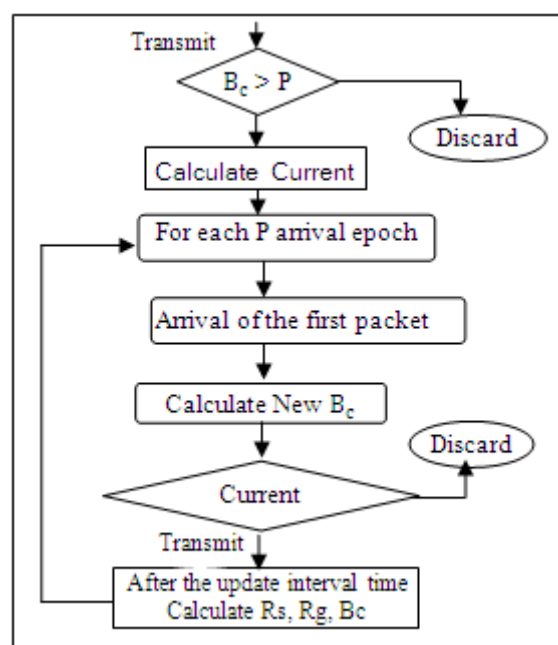 Transmit
B_c > P
Discard
Calculate Current
For each P arrival epoch
Arrival of the first packet
Calculate New B_c
Discard
Current
Transmit
After the update interval time
Calculate Rs, Rg, Bc